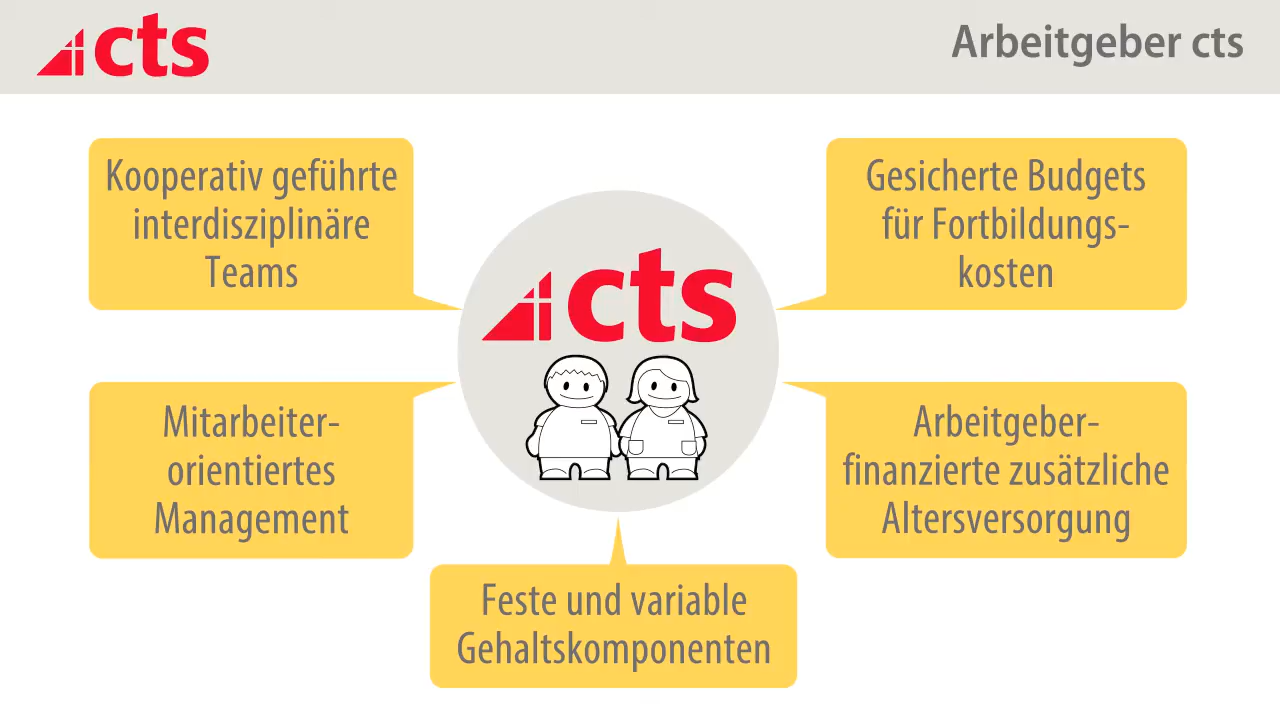 cts
Arbeitgeber cts
Kooperativ geführte
interdisziplinäre
Teams
Gesicherte Budgets
für Fortbildungs-
kosten
cts
Mitarbeiter-
orientiertes
Management
Arbeitgeber-
finanzierte zusätzliche
Altersversorgung
Feste und variable
Gehaltskomponenten